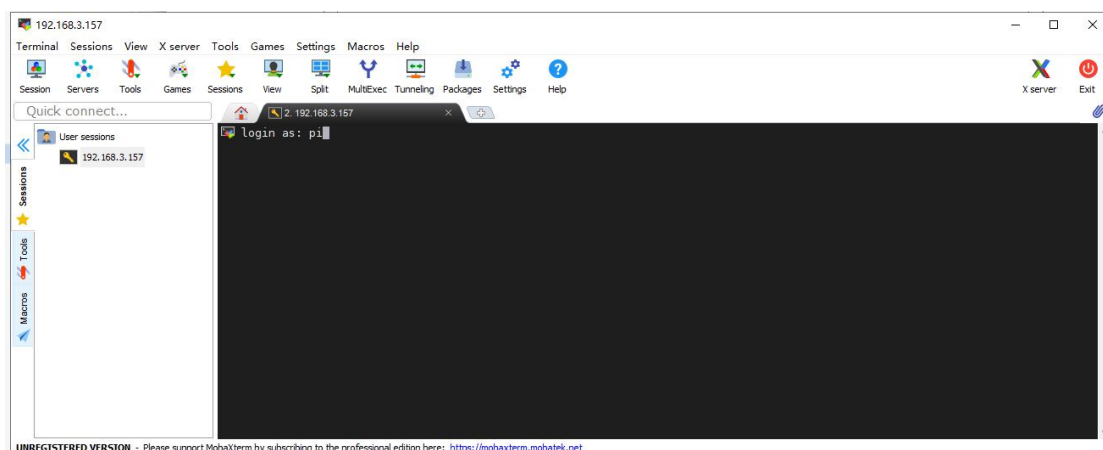 192.168.3.157
Terminal Sessions View X server Tools Games Settings Macros Help
Session Servers Tools Games Sessions View Split MultiExec Tunneling Packages Settings Help X server Exit
Quick connect... 2. 192.168.3.157
User sessions
192.168.3.157
login as: pi
Sessions
Tools
Macros
UNREGISTERED VERSION - Please support MobaXterm by subscribing to the professional edition here: https://mobaxterm.mobatek.net